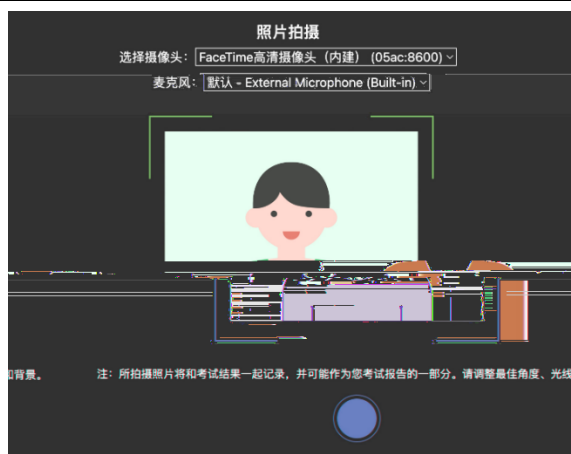 照片拍摄
选择摄像头: FaceTime高清摄像头（内建） (05ac:8600)
麦克风: 默认 - External Microphone (Built-in)
和背景。 注：所拍摄照片将和考试结果一起记录，并可能作为您考试报告的一部分。请调整最佳角度、光线